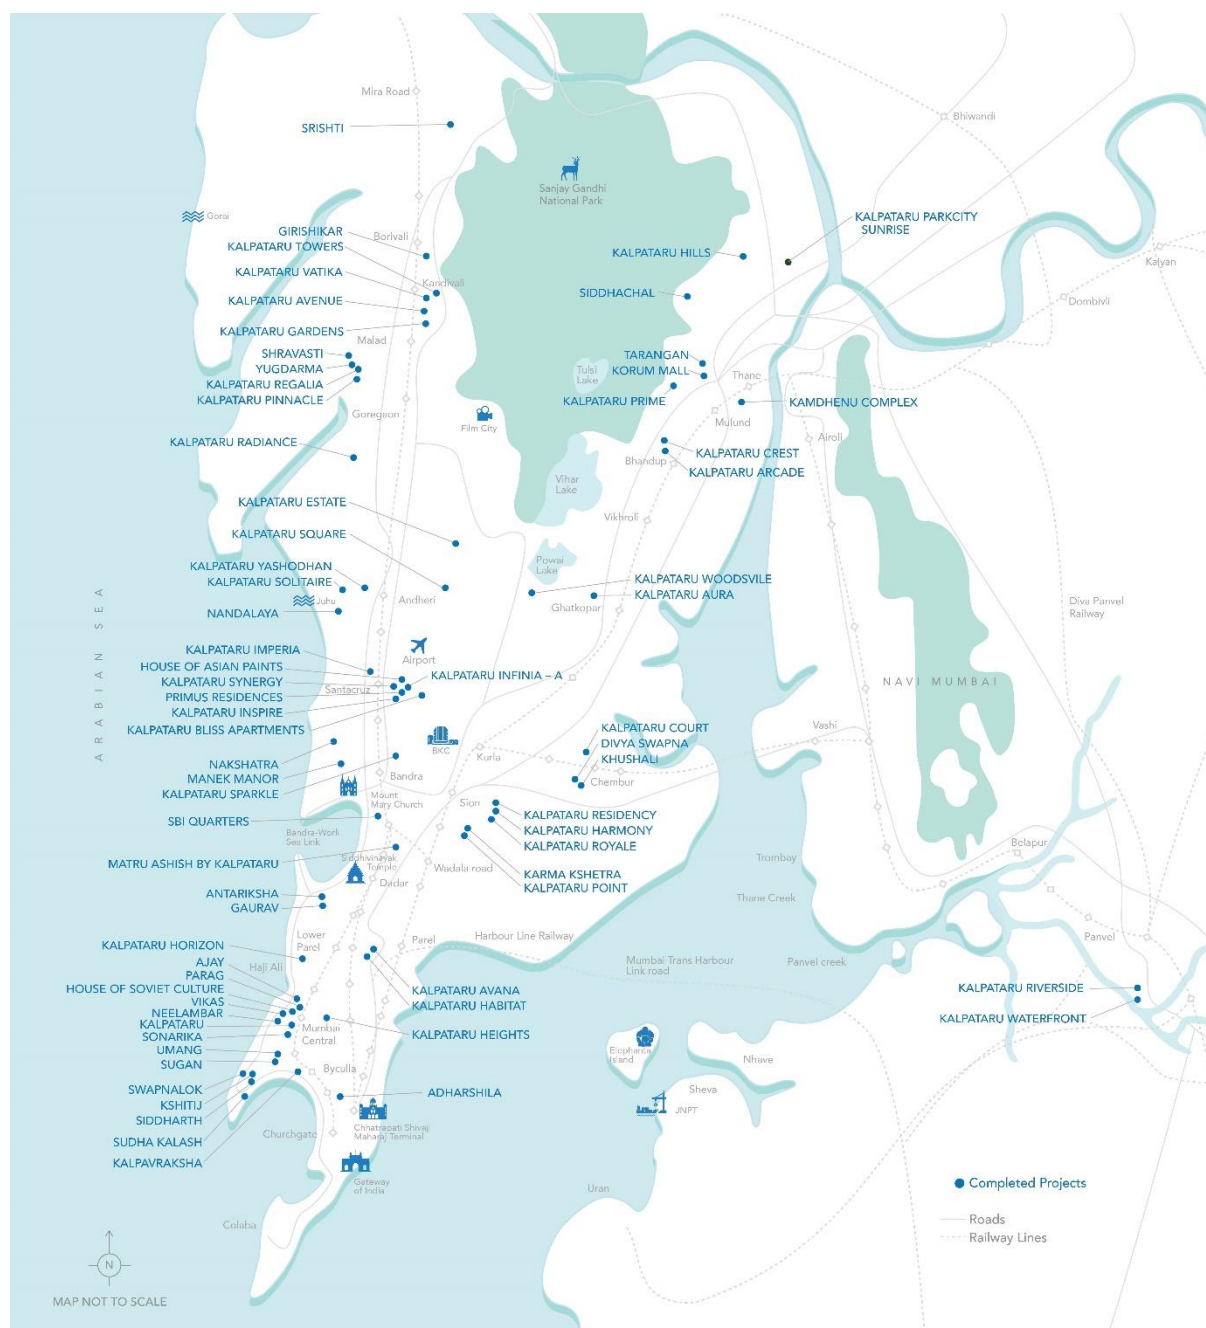 Mira Road
Bhiwandi
SRISHTI
Sanjay Gandhi
National Park
Gorai
KALPATARU PARKCITY
SUNRISE
GIRISHIKAR
Borivali
KALPATARU TOWERS
KALPATARU HILLS
Kalyan
KALPATARU VATIKA
Kandivali
SIDDHACHAL
Dombivli
KALPATARU AVENUE
KALPATARU GARDENS
Malad
SHRAVASTI
YUGDARMA
KALPATARU REGALIA
KALPATARU PINNACLE
TARANGAN
KORUM MALL
Tulsi
Lake
Thane
KALPATARU PRIME
KAMDHENU COMPLEX
Goregaon
Film City
Mulund
Airoli
KALPATARU RADIANCE
KALPATARU CREST
Bhandup
KALPATARU ARCADE
Vihar
Lake
KALPATARU ESTATE
Vikhroli
KALPATARU SQUARE
Powai
Lake
KALPATARU YASHODHAN
KALPATARU SOLITAIRE
KALPATARU WOODSVILE
KALPATARU AURA
Juhu
Andheri
Ghatkopar
NANDALAYA
Diva Panvel
Railway
ARABIAN SEA
KALPATARU IMPERIA
HOUSE OF ASIAN PAINTS
Airport
KALPATARU SYNERGY
KALPATARU INFINIA – A
PRIMUS RESIDENCES
Santacruz
NAVI MUMBAI
KALPATARU INSPIRE
KALPATARU BLISS APARTMENTS
KALPATARU COURT
Vashi
DIVYA SWAPNA
BKC
Kurla
KHUSHALI
NAKSHATRA
MANEK MANOR
Bandra
Chembur
KALPATARU SPARKLE
Mount
Mary Church
Sion
SBI QUARTERS
KALPATARU RESIDENCY
KALPATARU HARMONY
KALPATARU ROYALE
Bandra-Worli
Sea Link
Belapur
MATRU ASHISH BY KALPATARU
Siddhivinayak
Temple
Wadala road
Trombay
KARMA KSHETRA
KALPATARU POINT
Dadar
ANTARIKSHA
GAURAV
Thane Creek
Lower
Parel
Parel
Harbour Line Railway
Panvel
KALPATARU HORIZON
AJAY
Haji Ali
Mumbai Trans Harbour
Link road
Panvel creek
PARAG
HOUSE OF SOVIET CULTURE
KALPATARU AVANA
KALPATARU RIVERSIDE
VIKAS
KALPATARU HABITAT
NEELAMBAR
KALPATARU WATERFRONT
KALPATARU
SONARIKA
Mumbai
Central
KALPATARU HEIGHTS
UMANG
SUGAN
Elephanta
Island
Nhave
Byculla
SWAPNALOK
ADHARSHILA
Sheva
KSHITIJ
JNPT
SIDDHARTH
Churchgate
Chhatrapati Shivaji
Maharaj Terminal
SUDHA KALASH
KALPAVRAKSHA
Gateway
of India
Uran
Completed Projects
Colaba
Roads
Railway Lines
N
MAP NOT TO SCALE